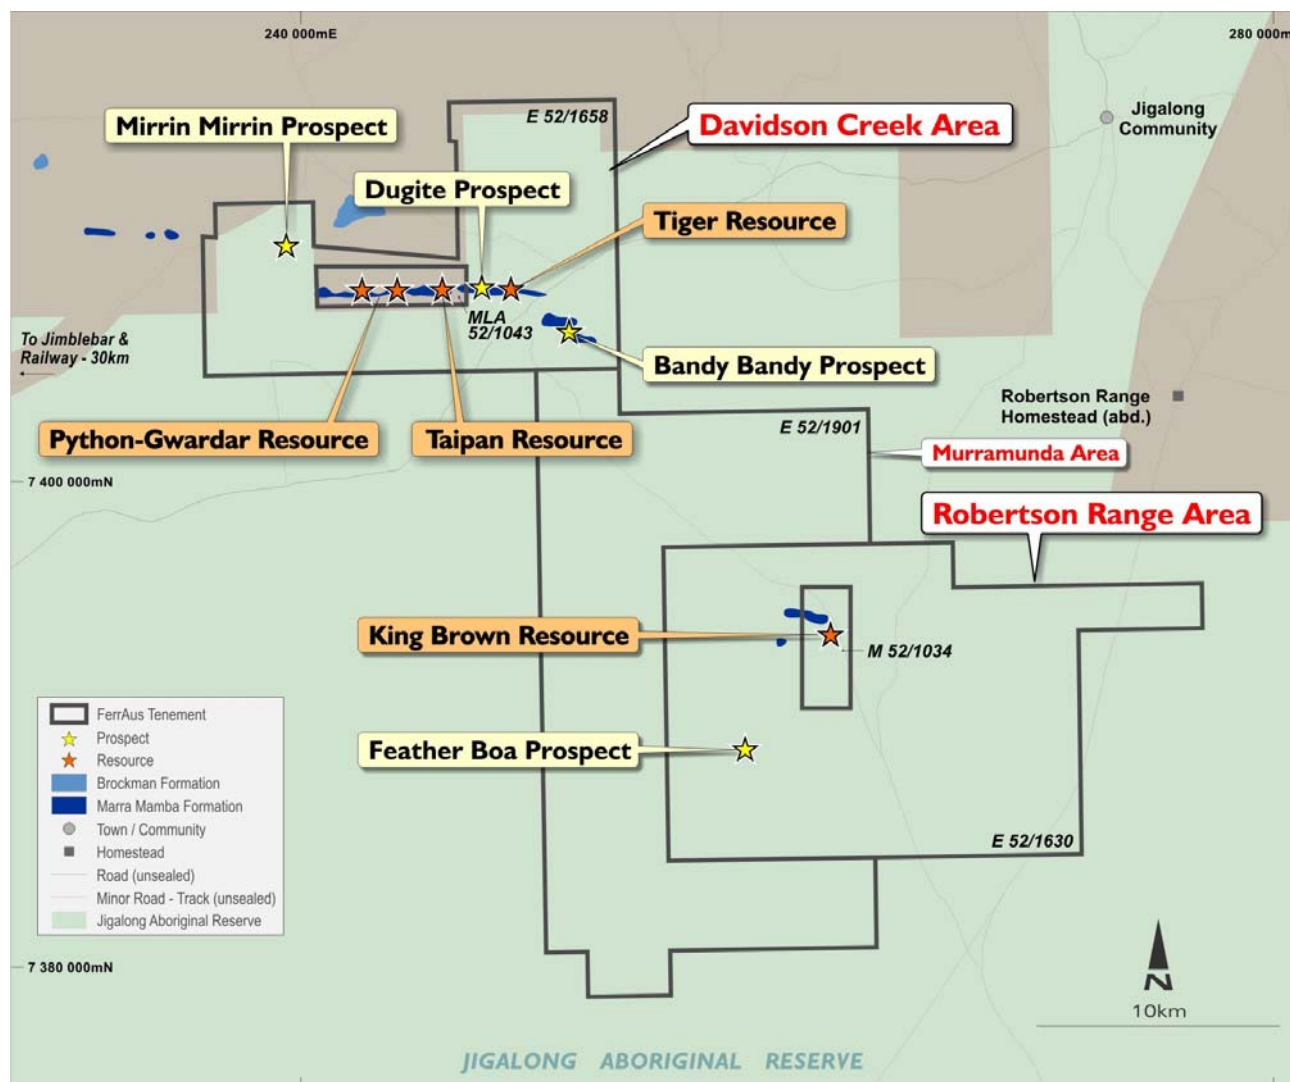 240 000mE
280 000m
Mirrin Mirrin Prospect
E 52/1658
Davidson Creek Area
Jigalong
Community
Dugite Prospect
Tiger Resource
MLA
52/1043
To Jimblebar &
Railway - 30km
Bandy Bandy Prospect
Robertson Range
Homestead (abd.)
Python-Gwardar Resource
Taipan Resource
E 52/1901
Murramunda Area
7 400 000mN
Robertson Range Area
King Brown Resource
M 52/1034
Feather Boa Prospect
E 52/1630
FerrAus Tenement
Prospect
Resource
Brockman Formation
Marra Mamba Formation
Town / Community
Homestead
Road (unsealed)
Minor Road - Track (unsealed)
Jigalong Aboriginal Reserve
7 380 000mN
N
10km
JIGALONG ABORIGINAL RESERVE